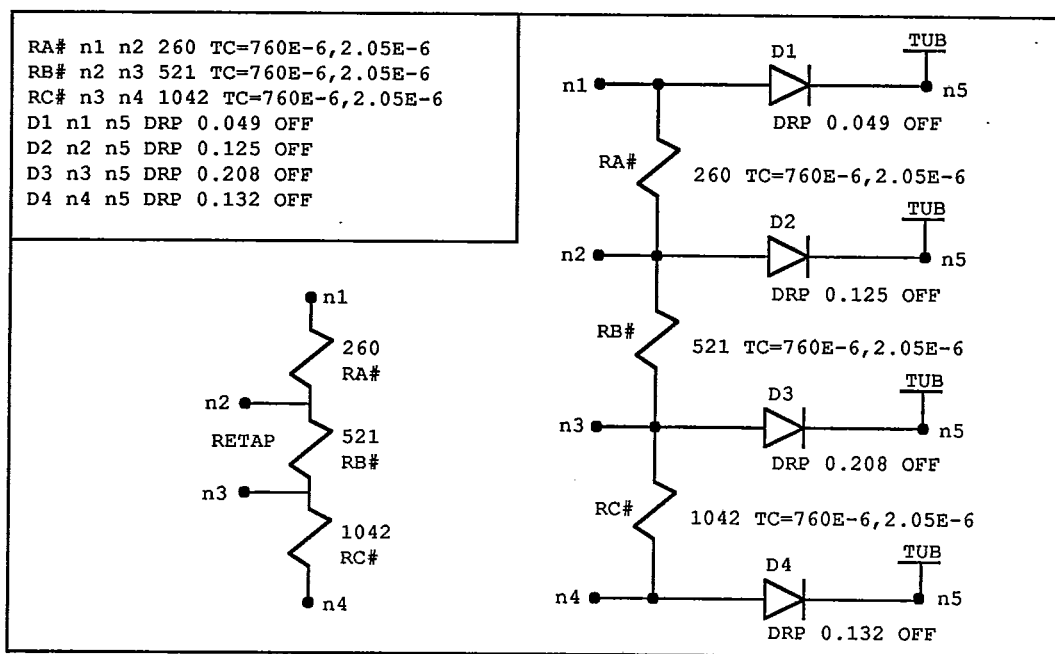 RA# n1 n2 260 TC=760E-6,2.05E-6
RB# n2 n3 521 TC=760E-6,2.05E-6
RC# n3 n4 1042 TC=760E-6,2.05E-6
D1 n1 n5 DRP 0.049 OFF
D2 n2 n5 DRP 0.125 OFF
D3 n3 n5 DRP 0.208 OFF
D4 n4 n5 DRP 0.132 OFF
n1
260
RA#
n2
RETAP
521
RB#
n3
1042
RC#
n4
D1
TUB
n1
n5
DRP 0.049 OFF
RA#
260 TC=760E-6,2.05E-6
D2
TUB
n2
n5
DRP 0.125 OFF
RB#
521 TC=760E-6,2.05E-6
D3
TUB
n3
n5
DRP 0.208 OFF
RC#
1042 TC=760E-6,2.05E-6
D4
TUB
n4
n5
DRP 0.132 OFF